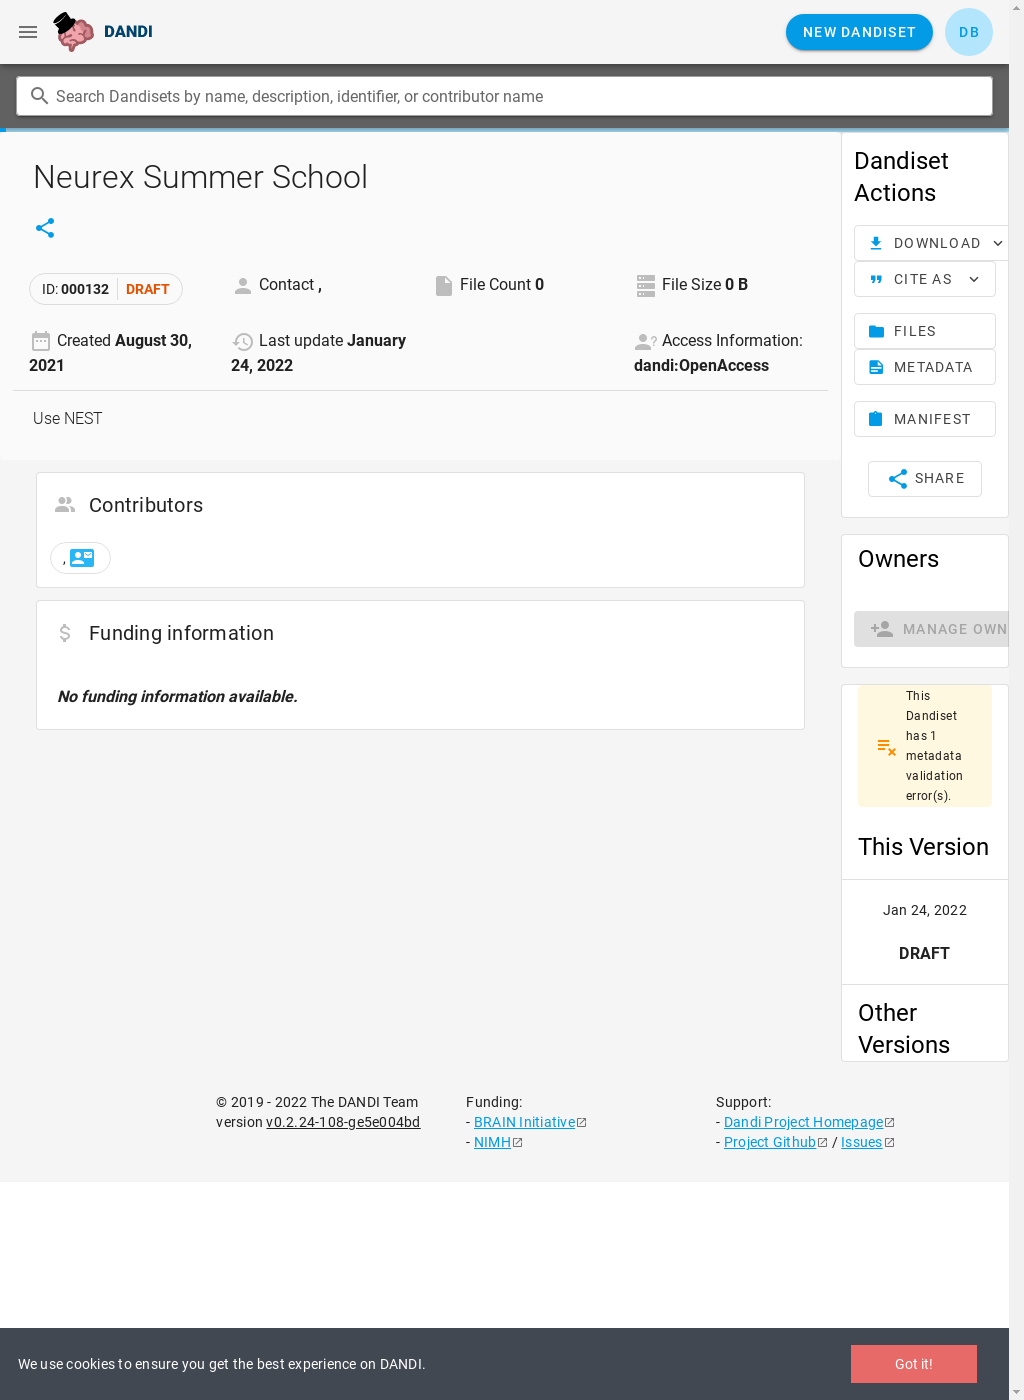 DANDI
NEW DANDISET
DB
Search Dandisets by name, description, identifier, or contributor name
Neurex Summer School
ID: 000132 DRAFT
Contact ,
File Count 0
File Size 0 B
Created August 30, 2021
Last update January 24, 2022
Access Information: dandi:OpenAccess
Use NEST
Contributors
,
Funding information
No funding information available.
Dandiset
Actions
DOWNLOAD
CITE AS
FILES
METADATA
MANIFEST
SHARE
Owners
MANAGE OWN
This
Dandiset
has 1
metadata
validation
error(s).
This Version
Jan 24, 2022
DRAFT
Other
Versions
© 2019 - 2022 The DANDI Team
version v0.2.24-108-ge5e004bd
Funding:
- BRAIN Initiative
- NIMH
Support:
- Dandi Project Homepage
- Project Github / Issues
We use cookies to ensure you get the best experience on DANDI.
Got it!